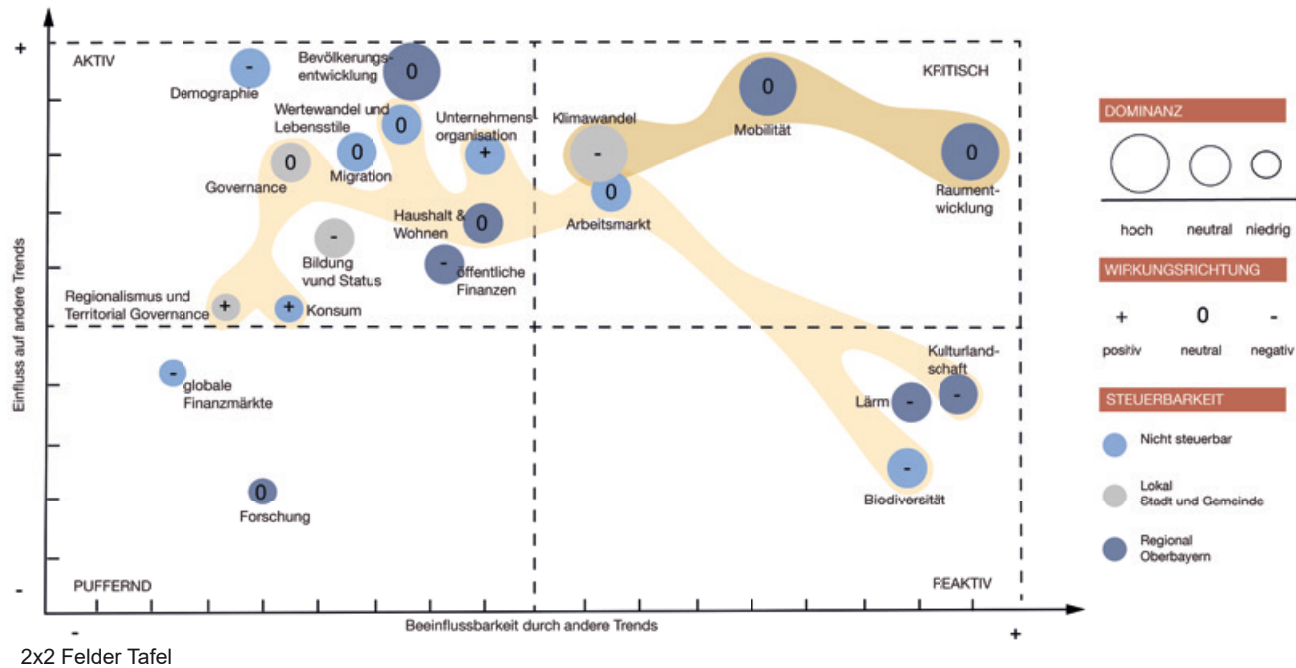 +
AKTIV
Bevölkerungs-
entwicklung
0
-
Demographie
KRITISCH
0
Mobilität
Wertewandel und
Lebensstile
0
Unternehmens-
organisation
+
Klimawandel
-
0
Migration
0
Governance
0
Raument-
wicklung
0
Arbeitsmarkt
Haushalt &
Wohnen
0
-
Bildung
vund Status
-
öffentliche
Finanzen
Regionalismus und
Territorial Governance
+
+
Konsum
-
globale
Finanzmärkte
Kulturland-
schaft
-
Lärm
-
-
Biodiversität
0
Forschung
PUFFERND
REAKTIV
Einfluss auf andere Trends
-
-
Beeinflussbarkeit durch andere Trends
+
2x2 Felder Tafel
DOMINANZ
hoch neutral niedrig
WIRKUNGSRICHTUNG
+ 0 -
positiv neutral negativ
STEUERBARKEIT
Nicht steuerbar
Lokal
Stadt und Gemeinde
Regional
Oberbayern